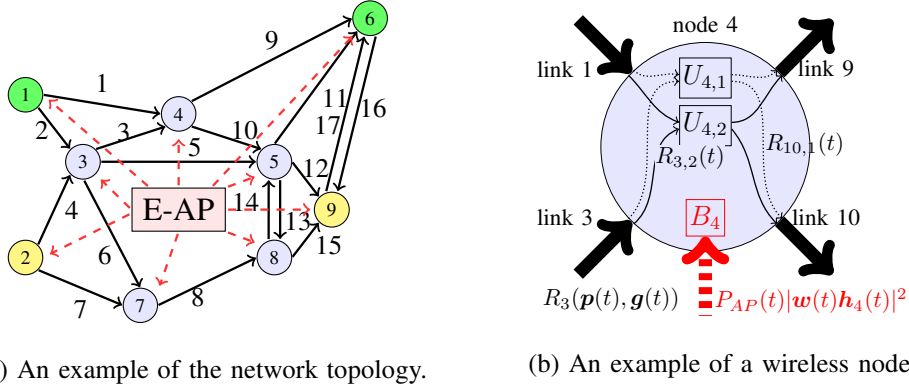 6
9
1
1
2
3
4
10
11
17
16
5
3
5
12
4
E-AP
14
13
9
2
6
15
8
7
7
8
) An example of the network topology.
node 4
link 1
link 9
U4,1
U4,2
R3,2(t)
R10,1(t)
link 3
B4
link 10
R3(p(t), g(t))
PAP(t)|w(t)h4(t)|2
(b) An example of a wireless node